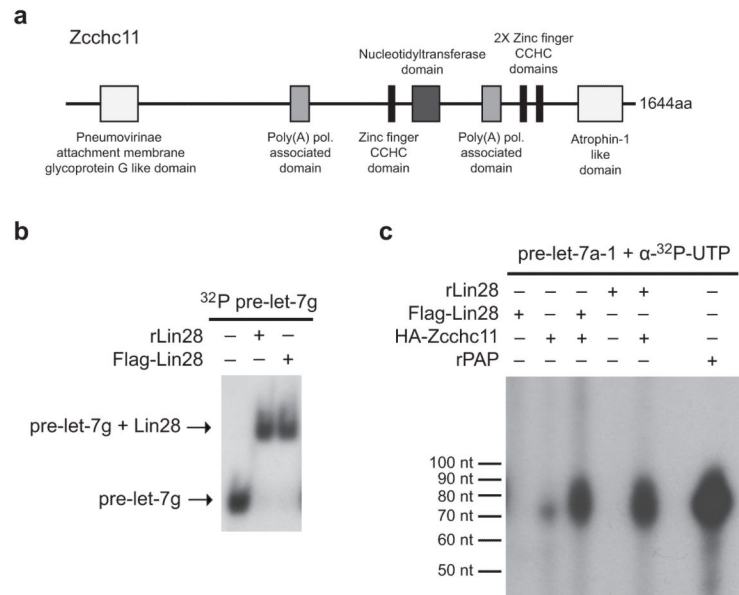 a
Zcchc11
Nucleotidyltransferase
domain
2X Zinc finger
CCHC
domains
1644aa
Pneumovirinae
attachment membrane
glycoprotein G like domain
Poly(A) pol.
associated
domain
Zinc finger
CCHC
domain
Poly(A) pol.
associated
domain
Atrophin-1
like
domain
b
32P pre-let-7g
rLin28 – + –
Flag-Lin28 – – +
pre-let-7g + Lin28
pre-let-7g
c
pre-let-7a-1 + α-32P-UTP
rLin28 – – – + + –
Flag-Lin28 + – + – – –
HA-Zcchc11 – + + – + –
rPAP – – – – – +
100 nt
90 nt
80 nt
70 nt
60 nt
50 nt